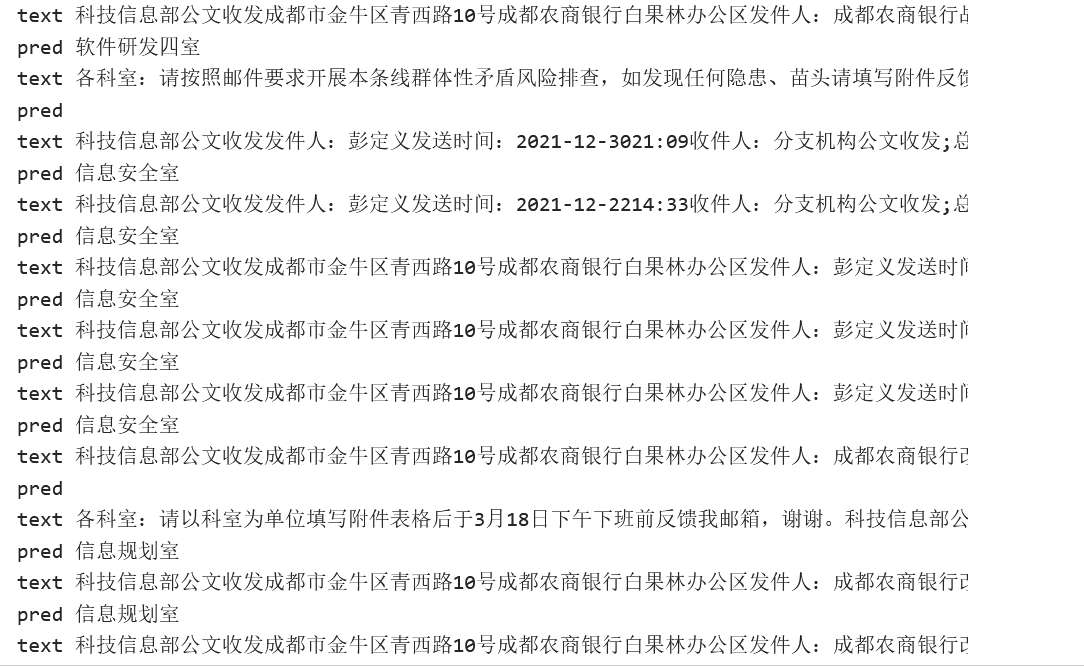 text 科技信息部公文收发成都市金牛区青西路10号成都农商银行白果林办公区发件人：成都农商银行
pred 软件研发四室
text 各科室：请按照邮件要求开展本条线群体性矛盾风险排查，如发现任何隐患、苗头请填写附件反馈
pred
text 科技信息部公文收发发件人：彭定义发送时间：2021-12-3021:09收件人：分支机构公文收发;总
pred 信息安全室
text 科技信息部公文收发发件人：彭定义发送时间：2021-12-2214:33收件人：分支机构公文收发;总
pred 信息安全室
text 科技信息部公文收发成都市金牛区青西路10号成都农商银行白果林办公区发件人：彭定义发送时间
pred 信息安全室
text 科技信息部公文收发成都市金牛区青西路10号成都农商银行白果林办公区发件人：彭定义发送时间
pred 信息安全室
text 科技信息部公文收发成都市金牛区青西路10号成都农商银行白果林办公区发件人：彭定义发送时间
pred 信息安全室
text 科技信息部公文收发成都市金牛区青西路10号成都农商银行白果林办公区发件人：成都农商银行
pred
text 各科室：请以科室为单位填写附件表格后于3月18日下午下班前反馈我邮箱，谢谢。科技信息部公
pred 信息规划室
text 科技信息部公文收发成都市金牛区青西路10号成都农商银行白果林办公区发件人：成都农商银行
pred 信息规划室
text 科技信息部公文收发成都市金牛区青西路10号成都农商银行白果林办公区发件人：成都农商银行